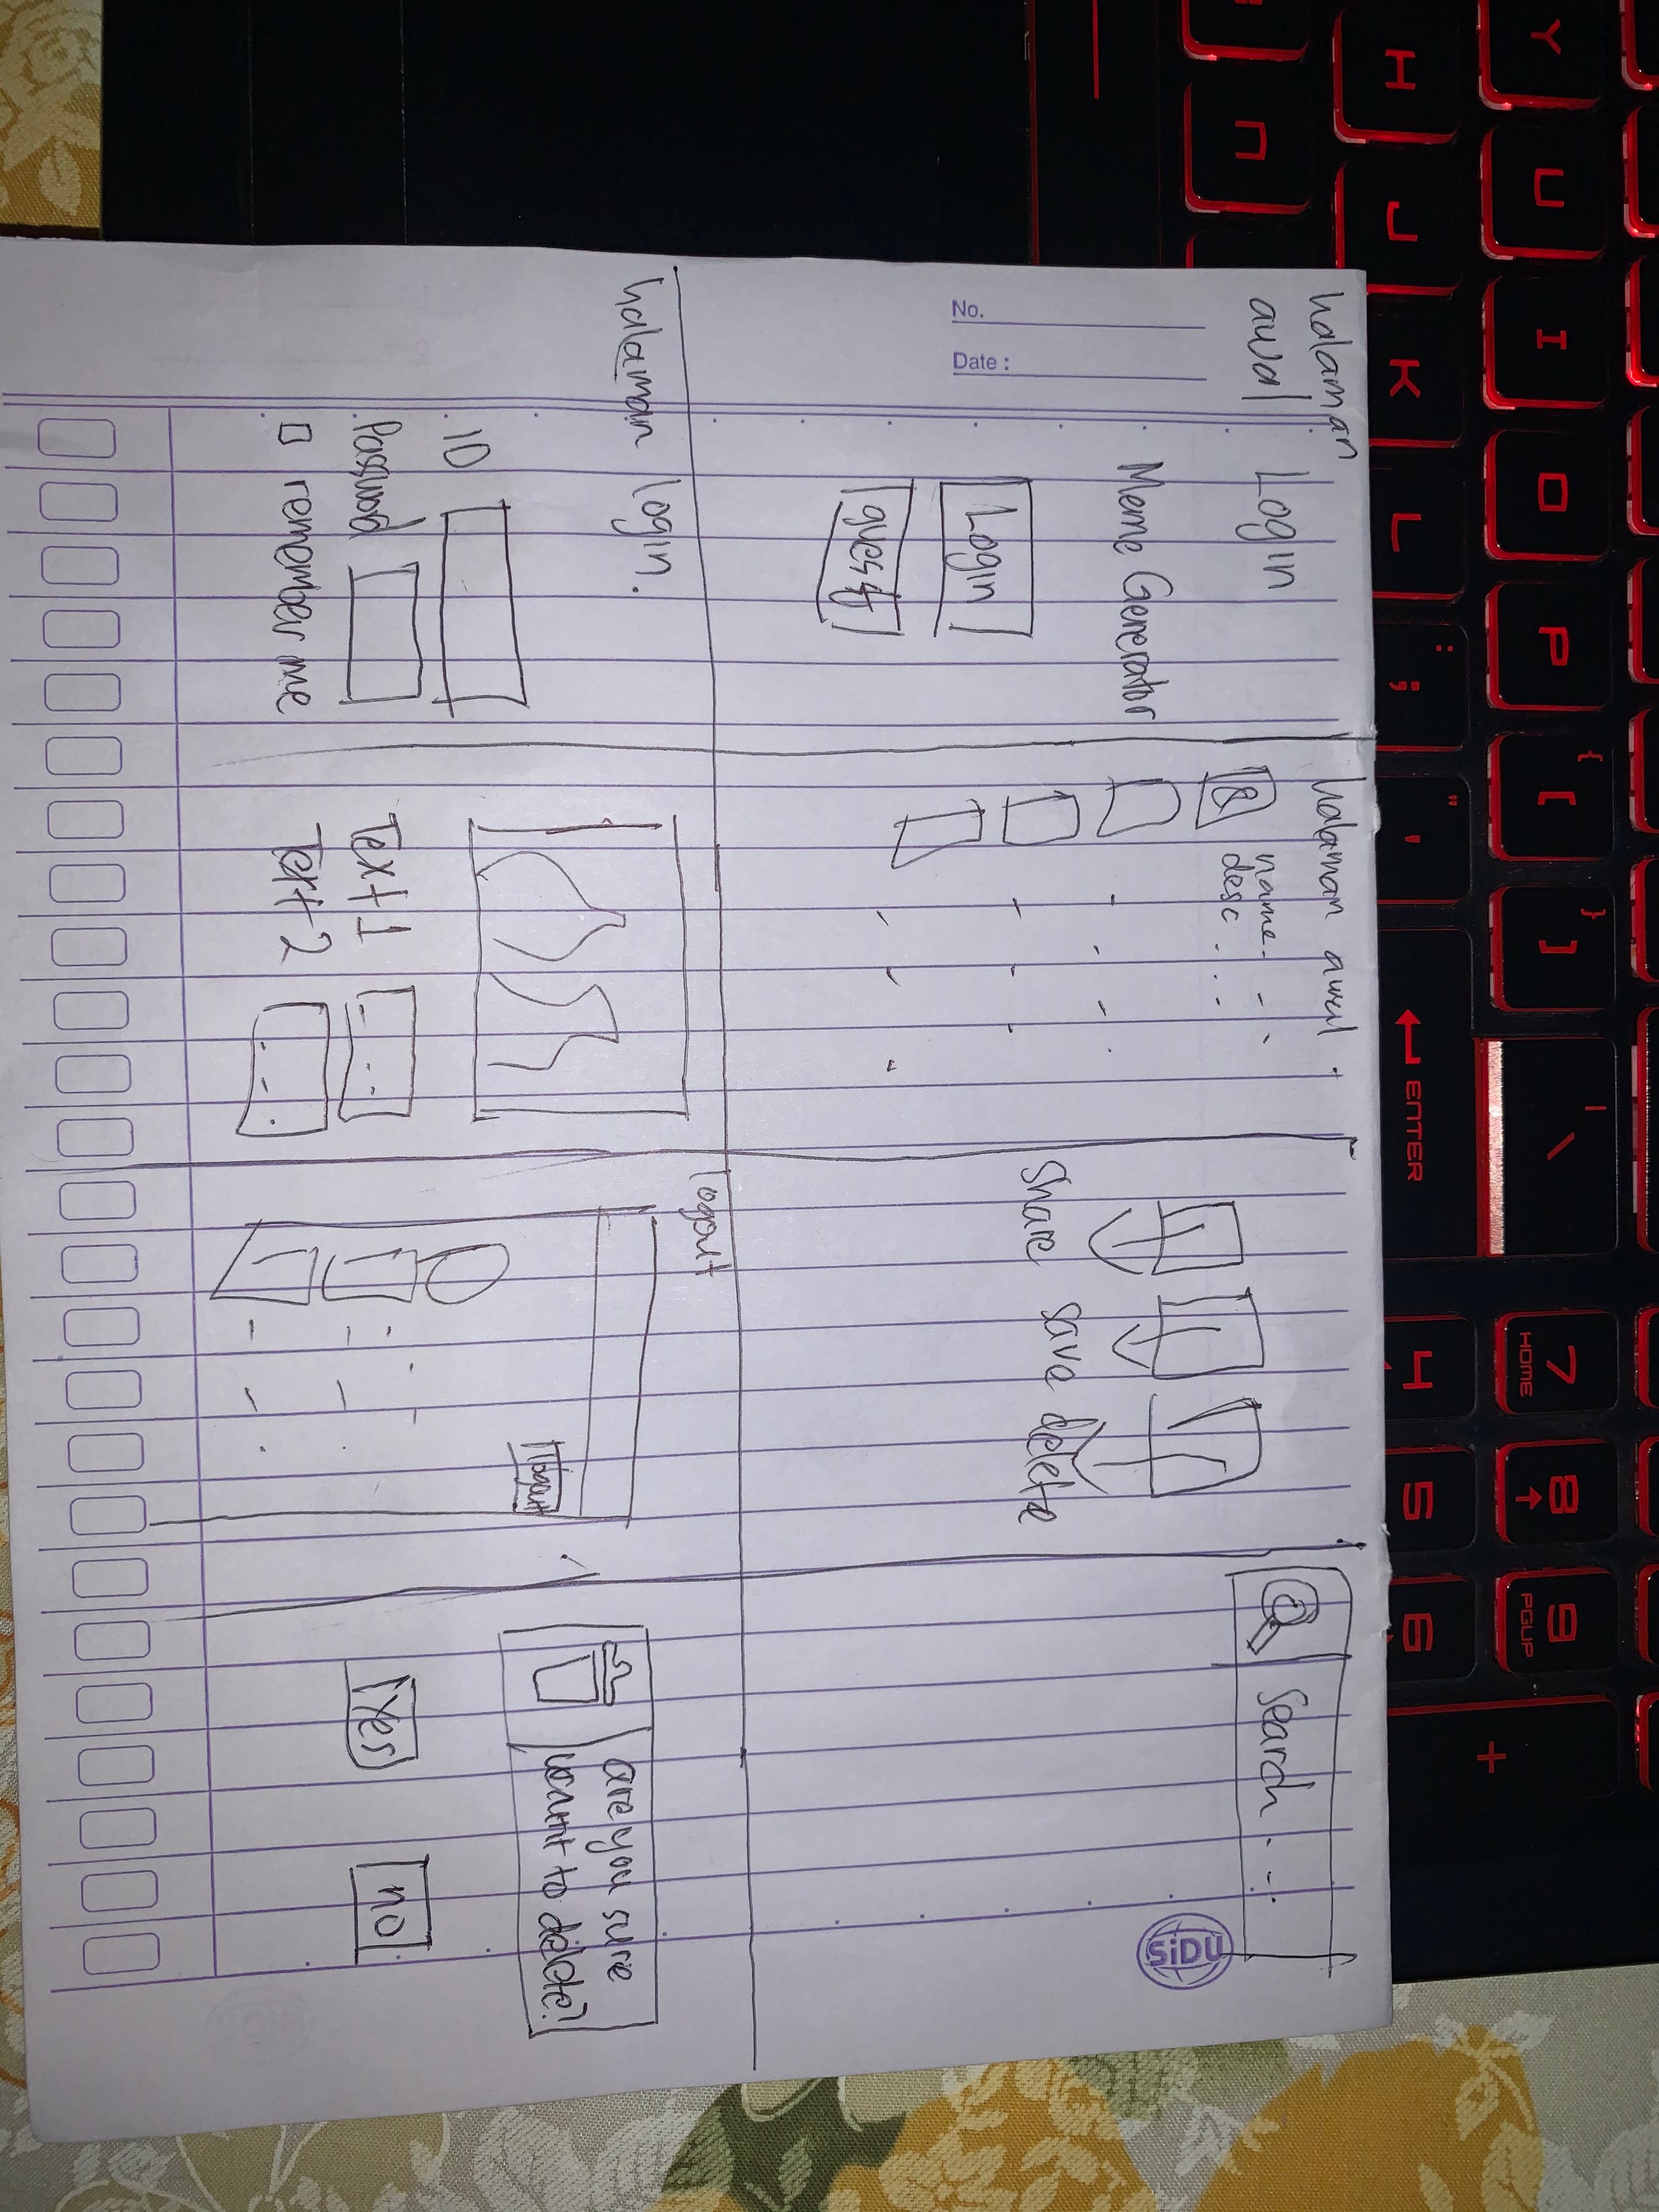 halaman
awal
Login
Meme Generator
Login
guest
No.
Date :
halaman awal
name
desc
share save delete
Search
SiDU
halaman login.
ID
Password
remember me
Text 1
Text 2
logout
logout
are you sure
want to delete?
Yes
no
Y
U
I
O
P
{ [
} ]
| \
7
HOME
8
9
PGUP
H
J
K
L
: ;
" '
ENTER
4
5
6
+